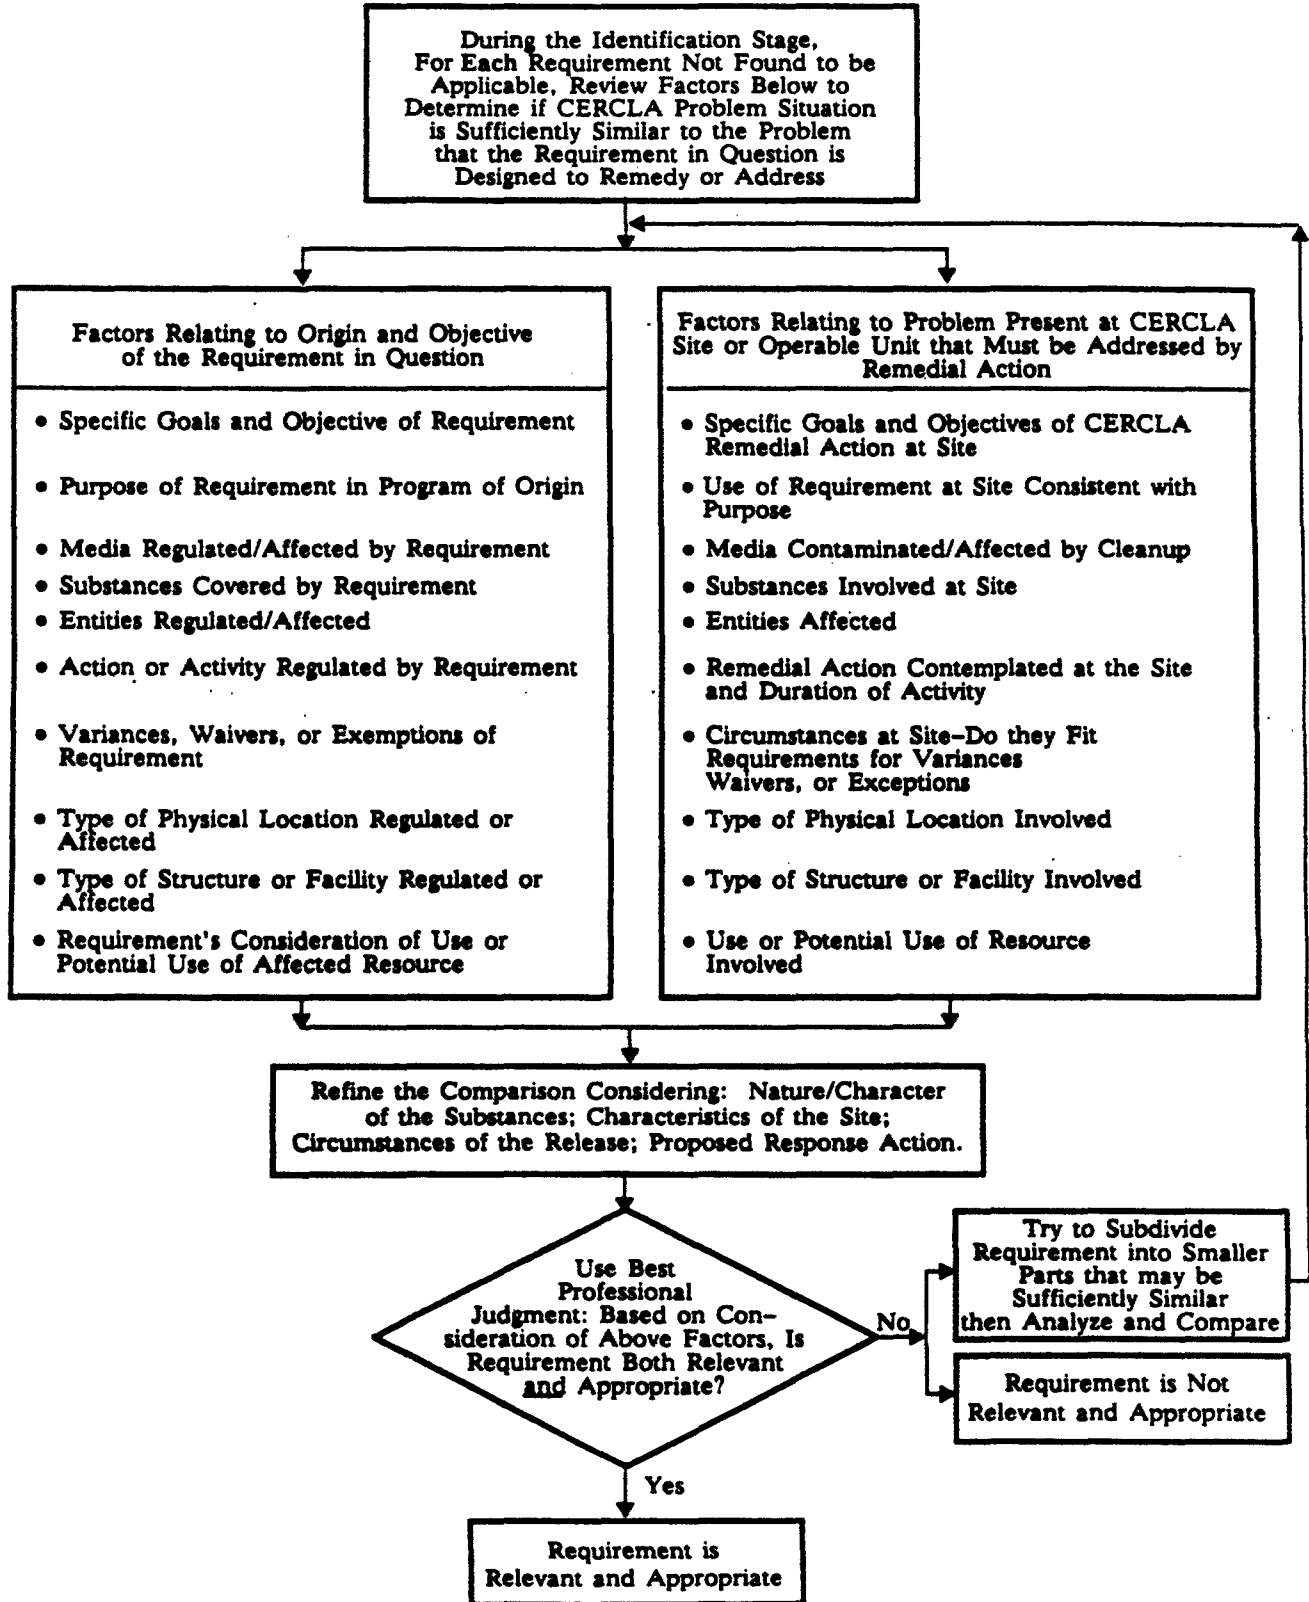 During the Identification Stage,
For Each Requirement Not Found to be
Applicable, Review Factors Below to
Determine if CERCLA Problem Situation
is Sufficiently Similar to the Problem
that the Requirement in Question is
Designed to Remedy or Address
Factors Relating to Origin and Objective
of the Requirement in Question
• Specific Goals and Objective of Requirement
• Purpose of Requirement in Program of Origin
• Media Regulated/Affected by Requirement
• Substances Covered by Requirement
• Entities Regulated/Affected
• Action or Activity Regulated by Requirement
• Variances, Waivers, or Exemptions of
Requirement
• Type of Physical Location Regulated or
Affected
• Type of Structure or Facility Regulated or
Affected
• Requirement's Consideration of Use or
Potential Use of Affected Resource
Factors Relating to Problem Present at CERCLA
Site or Operable Unit that Must be Addressed by
Remedial Action
• Specific Goals and Objectives of CERCLA
Remedial Action at Site
• Use of Requirement at Site Consistent with
Purpose
• Media Contaminated/Affected by Cleanup
• Substances Involved at Site
• Entities Affected
• Remedial Action Contemplated at the Site
and Duration of Activity
• Circumstances at Site-Do they Fit
Requirements for Variances
Waivers, or Exceptions
• Type of Physical Location Involved
• Type of Structure or Facility Involved
• Use or Potential Use of Resource
Involved
Refine the Comparison Considering: Nature/Character
of the Substances; Characteristics of the Site;
Circumstances of the Release; Proposed Response Action.
Use Best
Professional
Judgment: Based on Con-
sideration of Above Factors, Is
Requirement Both Relevant
and Appropriate?
No
Try to Subdivide
Requirement into Smaller
Parts that may be
Sufficiently Similar
then Analyze and Compare
Requirement is Not
Relevant and Appropriate
Yes
Requirement is
Relevant and Appropriate